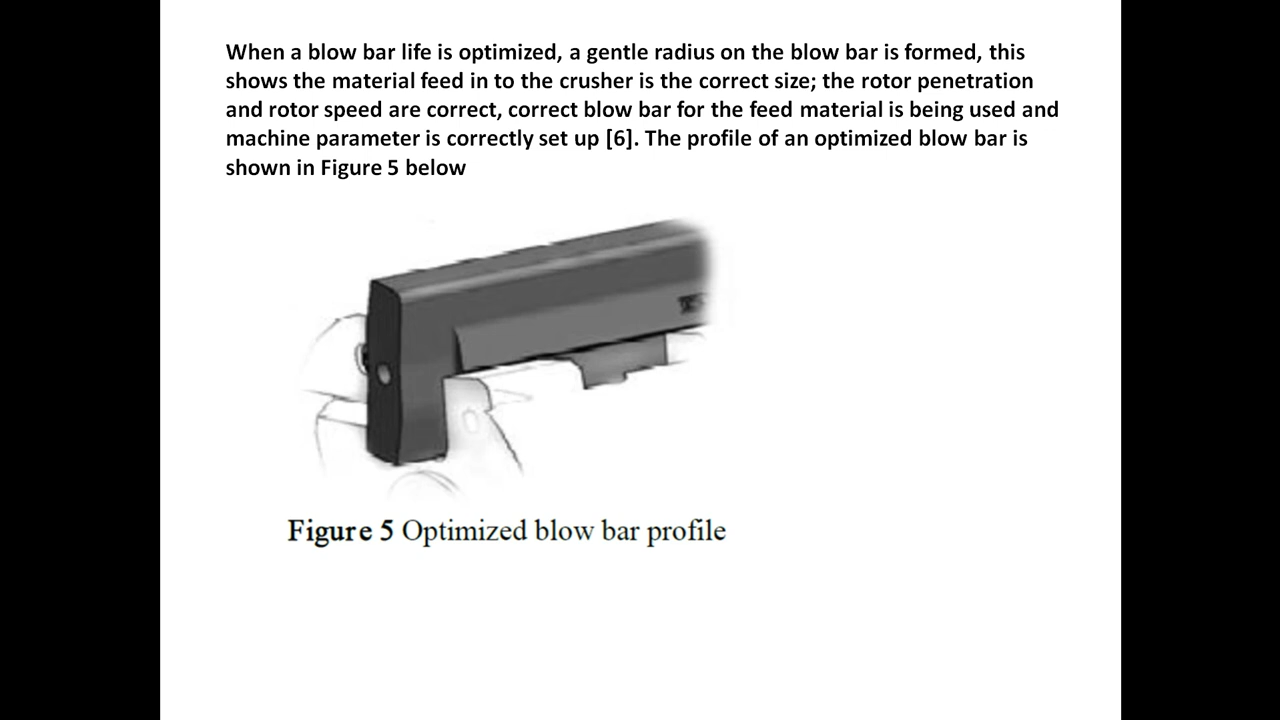 When a blow bar life is optimized, a gentle radius on the blow bar is formed, this
shows the material feed in to the crusher is the correct size; the rotor penetration
and rotor speed are correct, correct blow bar for the feed material is being used and
machine parameter is correctly set up [6]. The profile of an optimized blow bar is
shown in Figure 5 below
Figure 5 Optimized blow bar profile